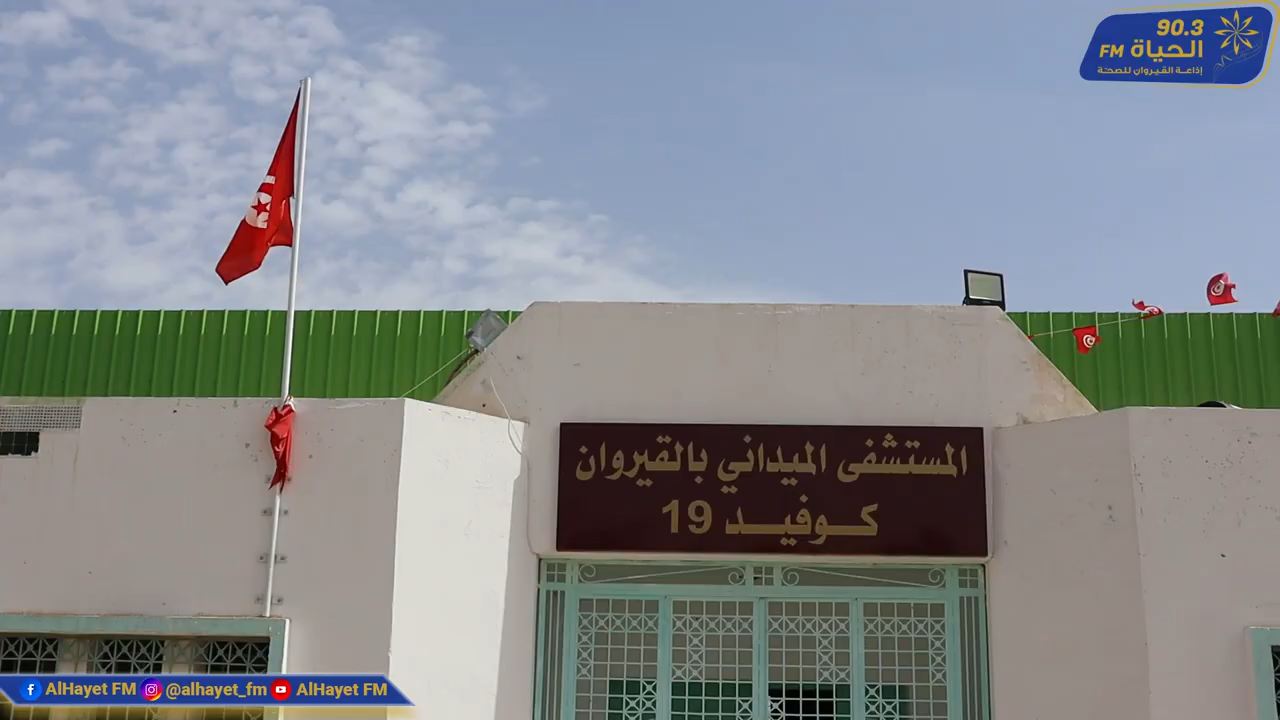 90.3
الحياة FM
إذاعة القيروان للصحة
المستشفى الميداني بالقيروان
كوفيد 19
AlHayet FM @alhayet_fm AlHayet FM